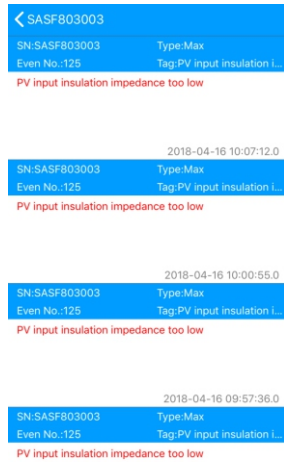 SASF803003
SN:SASF803003 Type:Max
Even No.:125 Tag:PV input insulation i...
PV input insulation impedance too low
2018-04-16 10:07:12.0
SN:SASF803003 Type:Max
Even No.:125 Tag:PV input insulation i...
PV input insulation impedance too low
2018-04-16 10:00:55.0
SN:SASF803003 Type:Max
Even No.:125 Tag:PV input insulation i...
PV input insulation impedance too low
2018-04-16 09:57:36.0
SN:SASF803003 Type:Max
Even No.:125 Tag:PV input insulation i...
PV input insulation impedance too low